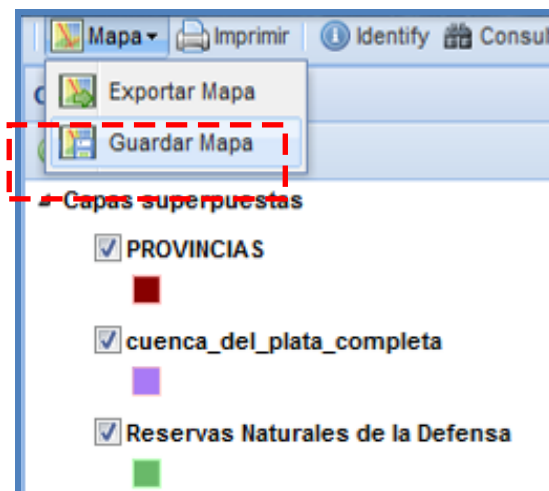 Mapa Imprimir Identify Consul
C
Exportar Mapa
Guardar Mapa
Capas superpuestas
PROVINCIAS
cuenca_del_plata_completa
Reservas Naturales de la Defensa